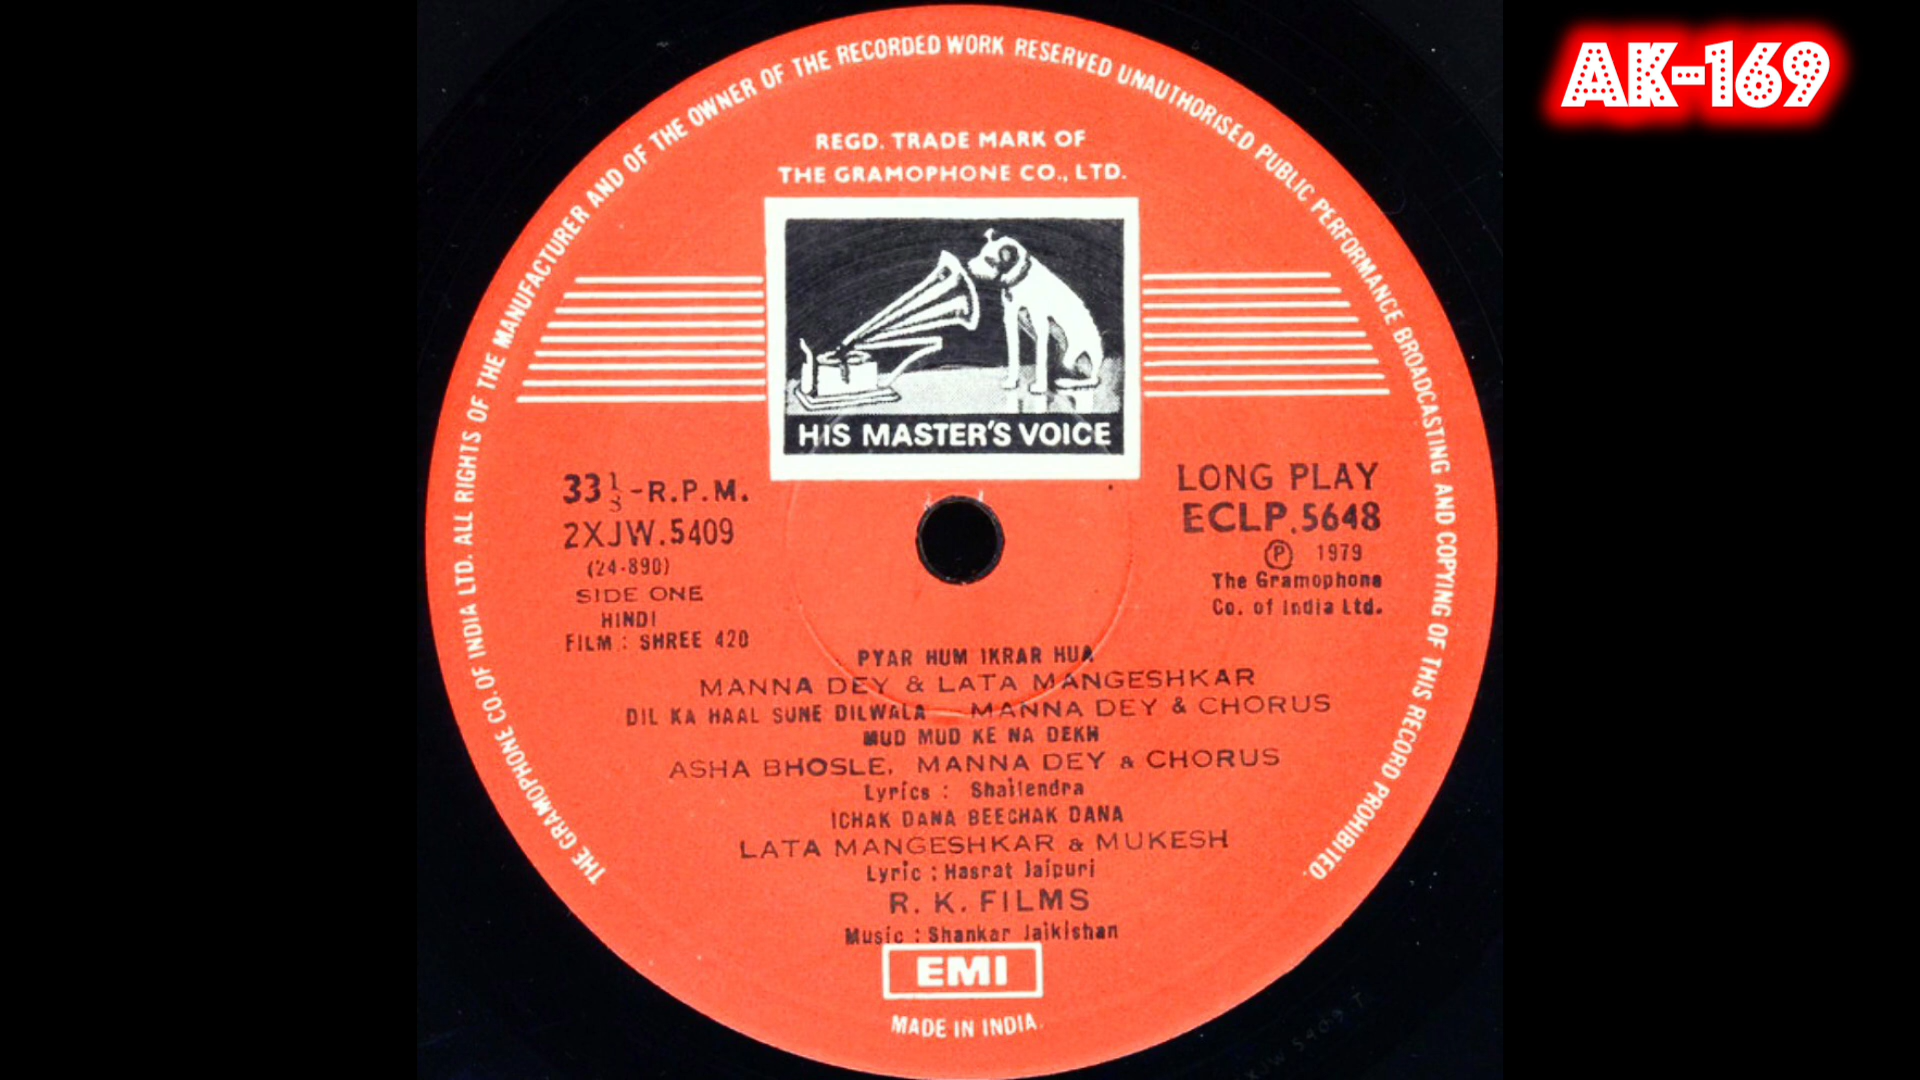 AK-169
THE GRAMOPHONE CO. OF INDIA LTD. ALL RIGHTS OF THE MANUFACTURER AND OF THE OWNER OF THE RECORDED WORK RESERVED UNAUTHORISED PUBLIC PERFORMANCE BROADCASTING AND COPYING OF THIS RECORD PROHIBITED.
REGD. TRADE MARK OF
THE GRAMOPHONE CO., LTD.
HIS MASTER'S VOICE
33⅓-R.P.M.
2XJW.5409
(24-890)
SIDE ONE
HINDI
FILM : SHREE 420
LONG PLAY
ECLP.5648
Ⓟ 1979
The Gramophone
Co. of India Ltd.
PYAR HUM IKRAR HUA
MANNA DEY & LATA MANGESHKAR
DIL KA HAAL SUNE DILWALA — MANNA DEY & CHORUS
MUD MUD KE NA DEKH
ASHA BHOSLE, MANNA DEY & CHORUS
Lyrics : Shailendra
ICHAK DANA BEECHAK DANA
LATA MANGESHKAR & MUKESH
Lyric : Hasrat Jaipuri
R. K. FILMS
Music : Shankar Jaikishan
EMI
MADE IN INDIA.